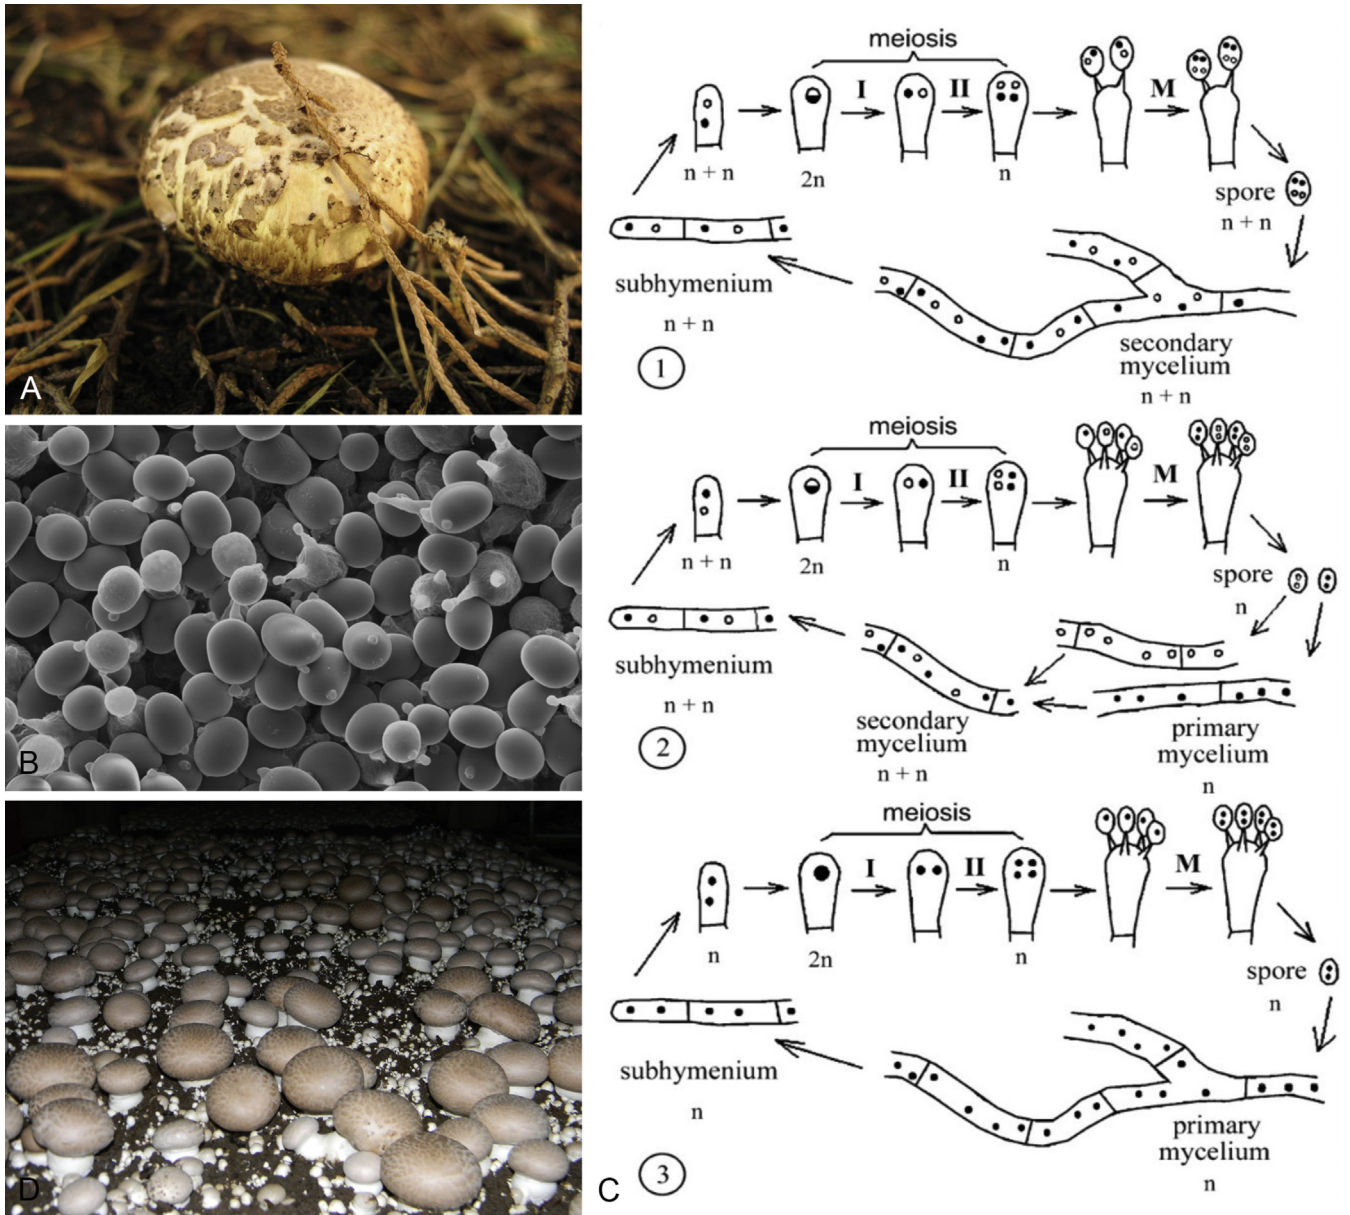 A
B
D
C
meiosis
I
II
M
n + n
2n
n
spore
n + n
subhymenium
n + n
secondary
mycelium
n + n
1
meiosis
I
II
M
n + n
2n
n
spore
n
subhymenium
n + n
secondary
mycelium
n + n
primary
mycelium
n
2
meiosis
I
II
M
n
2n
n
spore
n
subhymenium
n
primary
mycelium
n
3